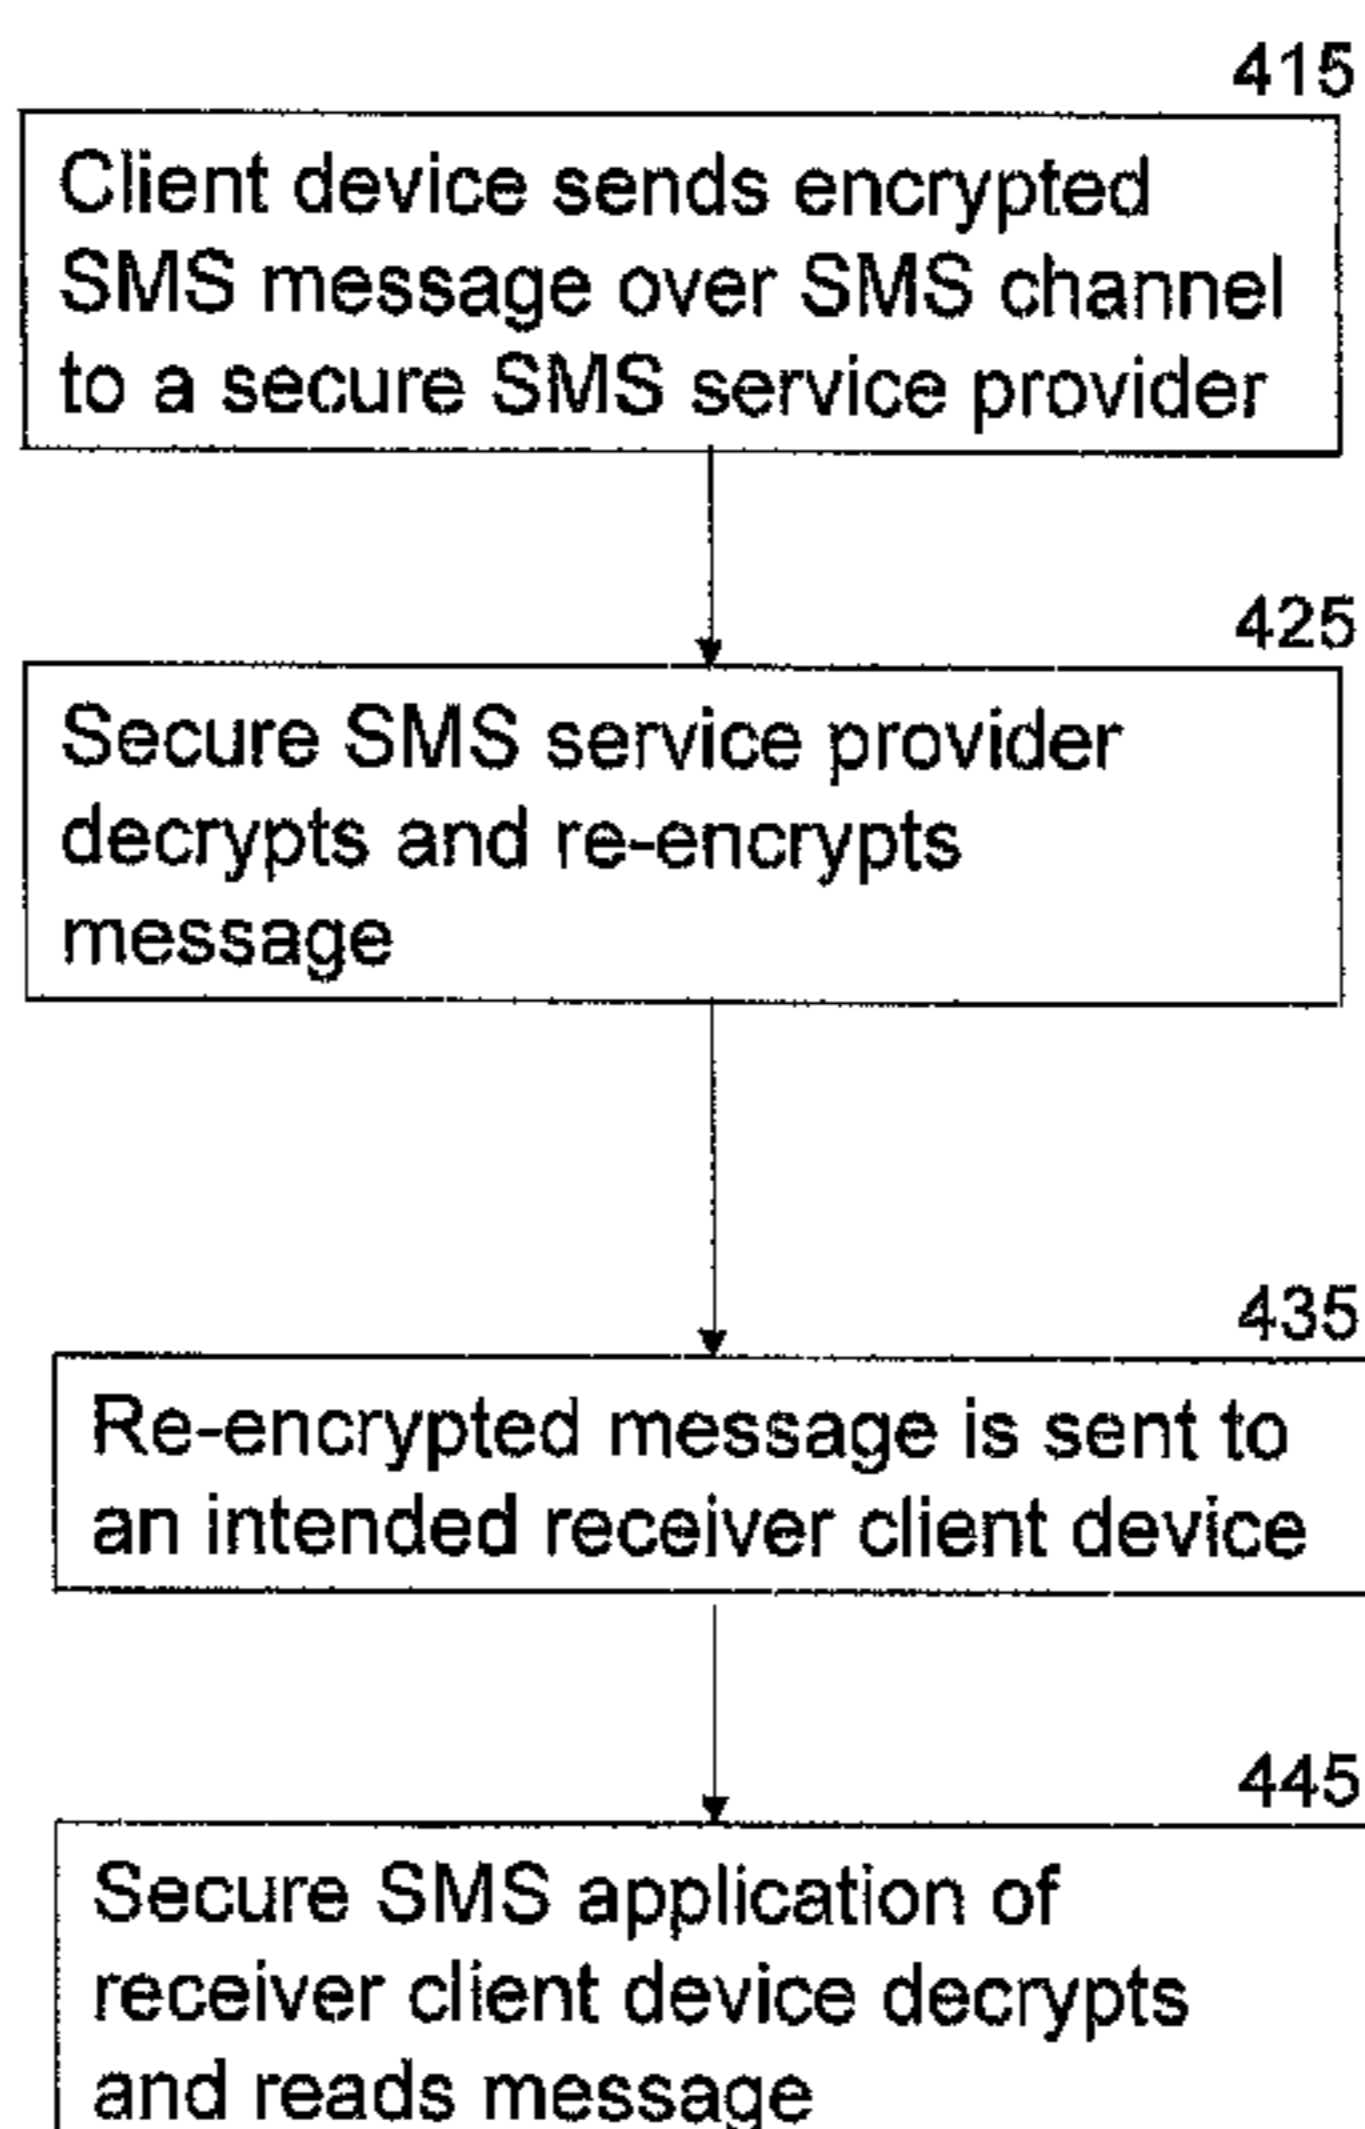 415
Client device sends encrypted
SMS message over SMS channel
to a secure SMS service provider
425
Secure SMS service provider
decrypts and re-encrypts
message
435
Re-encrypted message is sent to
an intended receiver client device
445
Secure SMS application of
receiver client device decrypts
and reads message